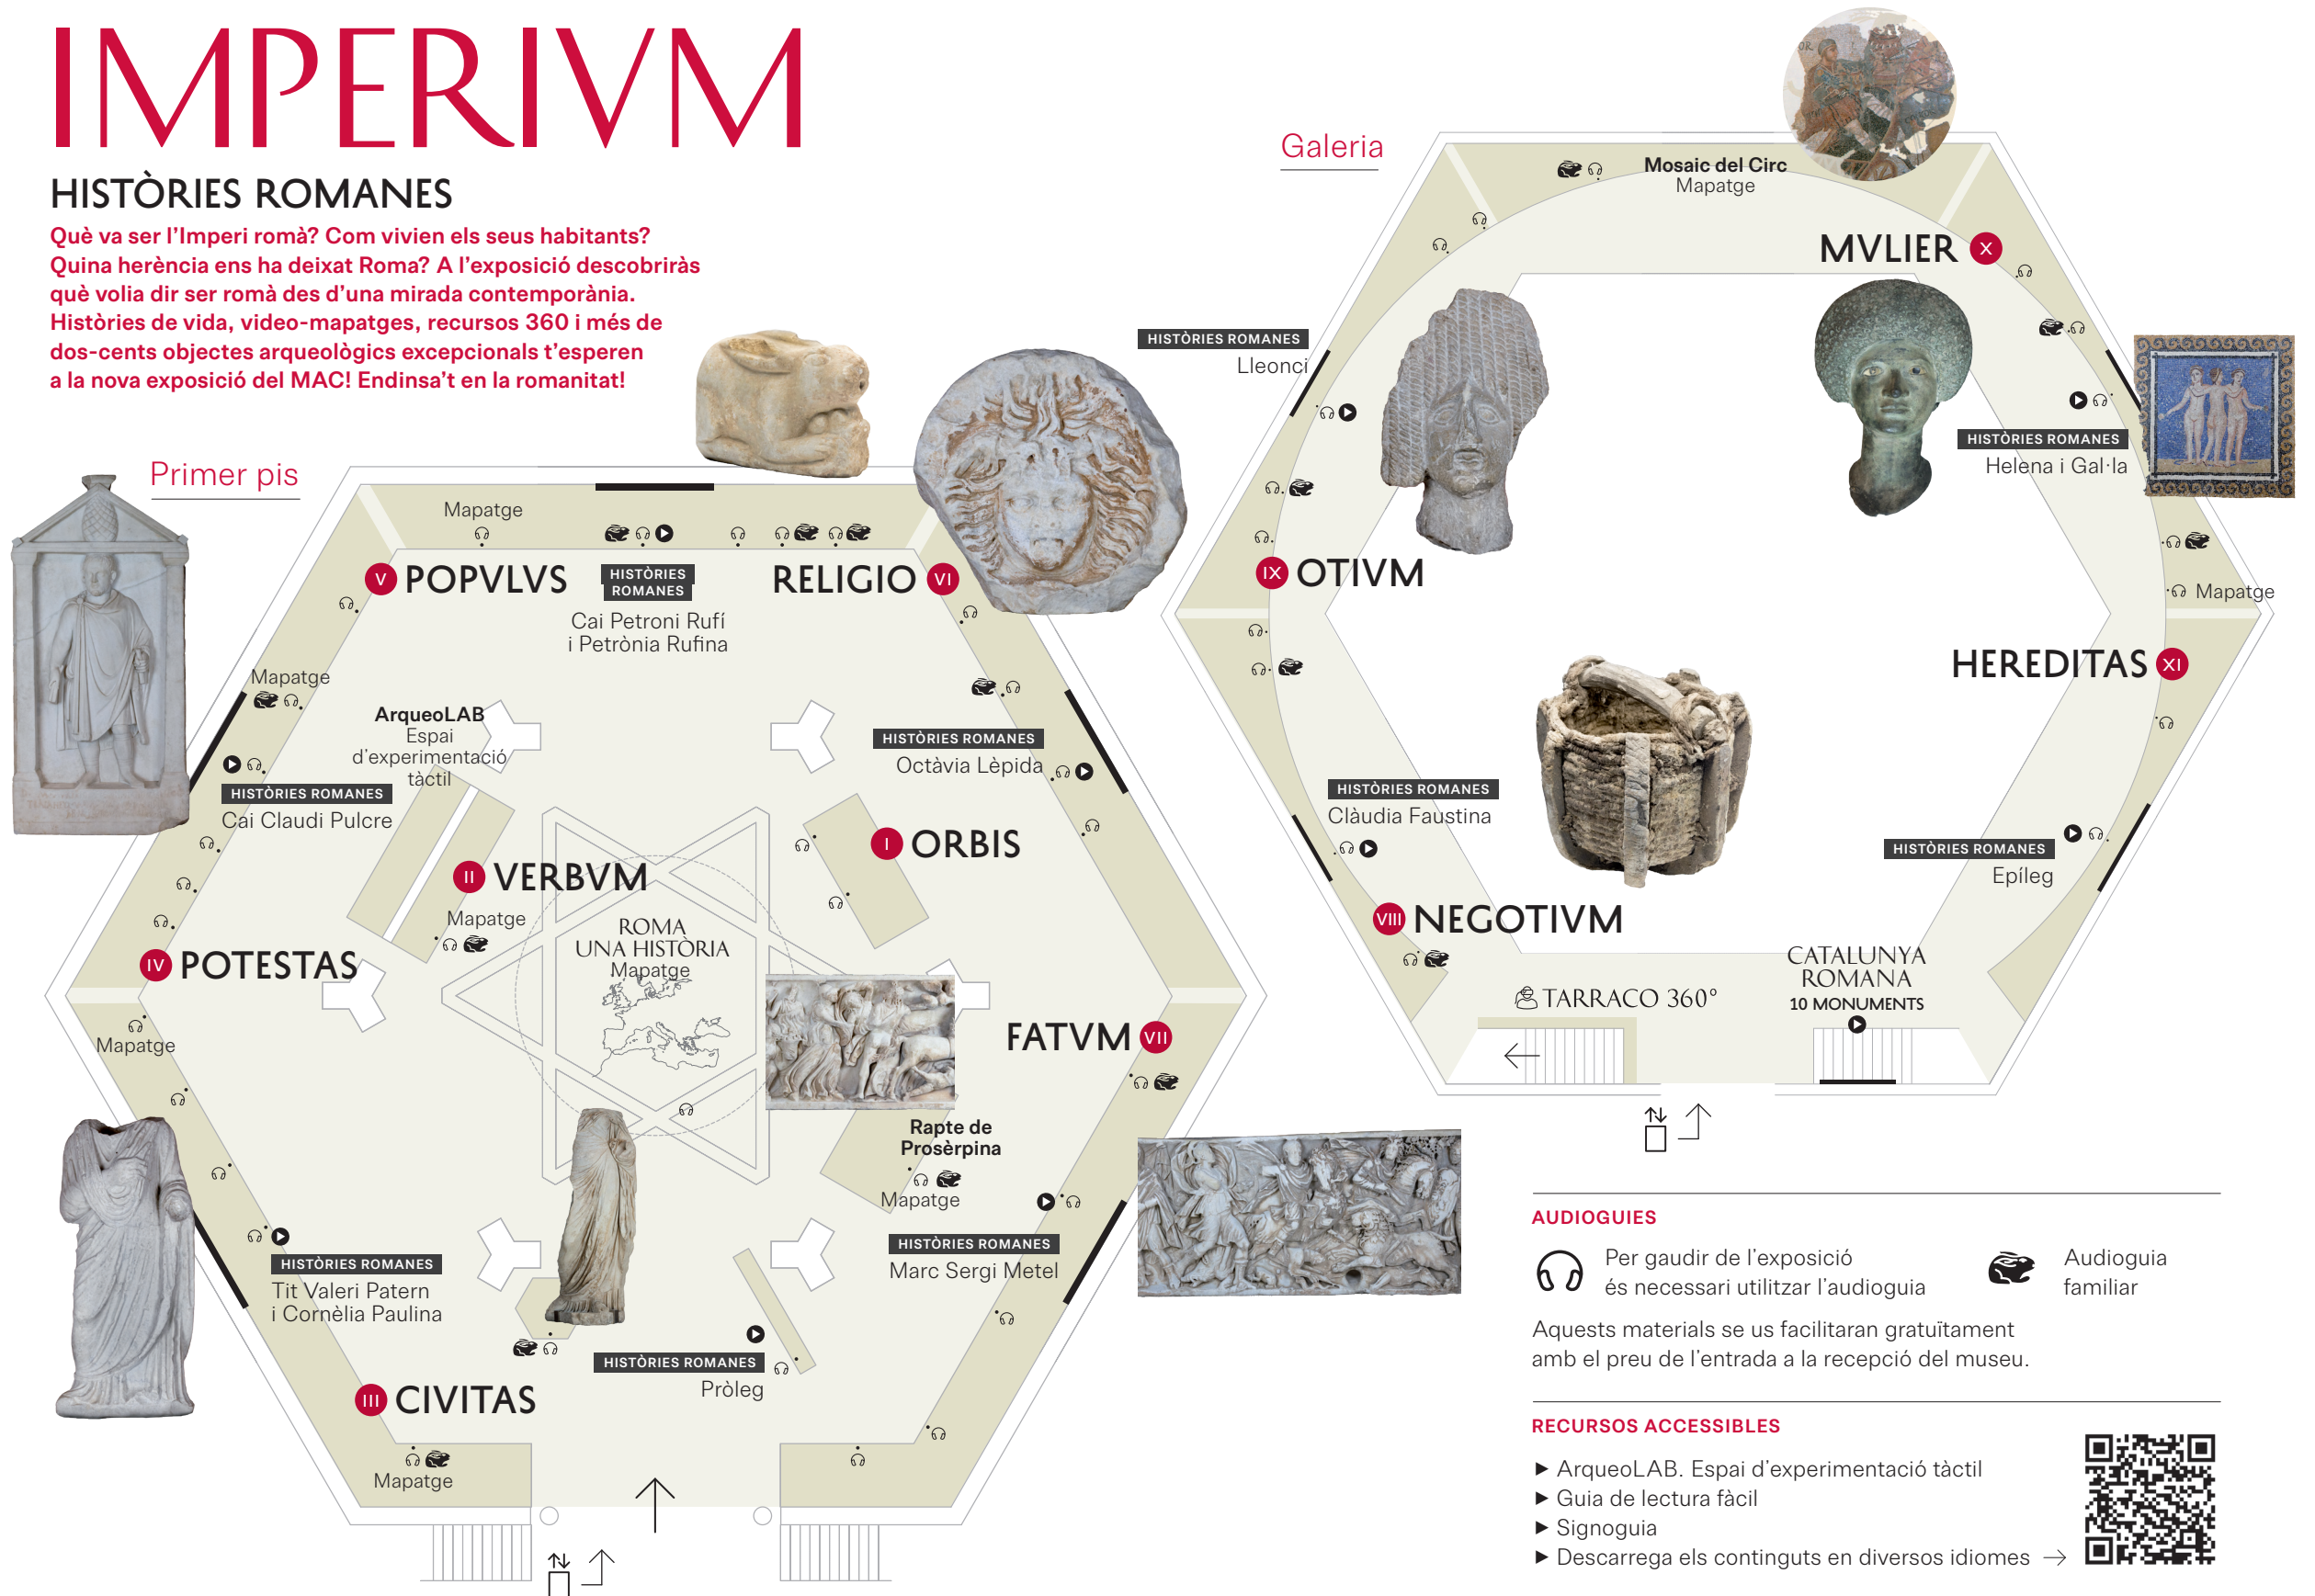 IMPERIVM
HISTÒRIES ROMANES
Què va ser l'Imperi romà? Com vivien els seus habitants?
Quina herència ens ha deixat Roma? A l'exposició descobriràs
què volia dir ser romà des d'una mirada contemporània.
Històries de vida, video-mapatges, recursos 360 i més de
dos-cents objectes arqueològics excepcionals t'esperen
a la nova exposició del MAC! Endinsa't en la romanitat!
Primer pis
Mapatge
V POPVLVS
HISTÒRIES
ROMANES
Cai Petroni Rufí
i Petrònia Rufina
RELIGIO VI
Mapatge
ArqueoLAB
Espai
d'experimentació
tàctil
HISTÒRIES ROMANES
Cai Claudi Pulcre
HISTÒRIES ROMANES
Octàvia Lèpida
I ORBIS
II VERBVM
Mapatge
ROMA
UNA HISTÒRIA
Mapatge
IV POTESTAS
Mapatge
FATVM VII
Rapte de
Prosèrpina
Mapatge
HISTÒRIES ROMANES
Marc Sergi Metel
HISTÒRIES ROMANES
Tit Valeri Patern
i Cornèlia Paulina
HISTÒRIES ROMANES
Pròleg
III CIVITAS
Mapatge
Galeria
Mosaic del Circ
Mapatge
MVLIER X
HISTÒRIES ROMANES
Lleonci
HISTÒRIES ROMANES
Helena i Gal·la
IX OTIVM
Mapatge
HEREDITAS XI
HISTÒRIES ROMANES
Clàudia Faustina
HISTÒRIES ROMANES
Epíleg
VIII NEGOTIVM
TARRACO 360°
CATALUNYA
ROMANA
10 MONUMENTS
AUDIOGUIES
Per gaudir de l'exposició
és necessari utilitzar l'audioguia
Audioguia
familiar
Aquests materials se us facilitaran gratuïtament
amb el preu de l'entrada a la recepció del museu.
RECURSOS ACCESSIBLES
► ArqueoLAB. Espai d'experimentació tàctil
► Guia de lectura fàcil
► Signoguia
► Descarrega els continguts en diversos idiomes →